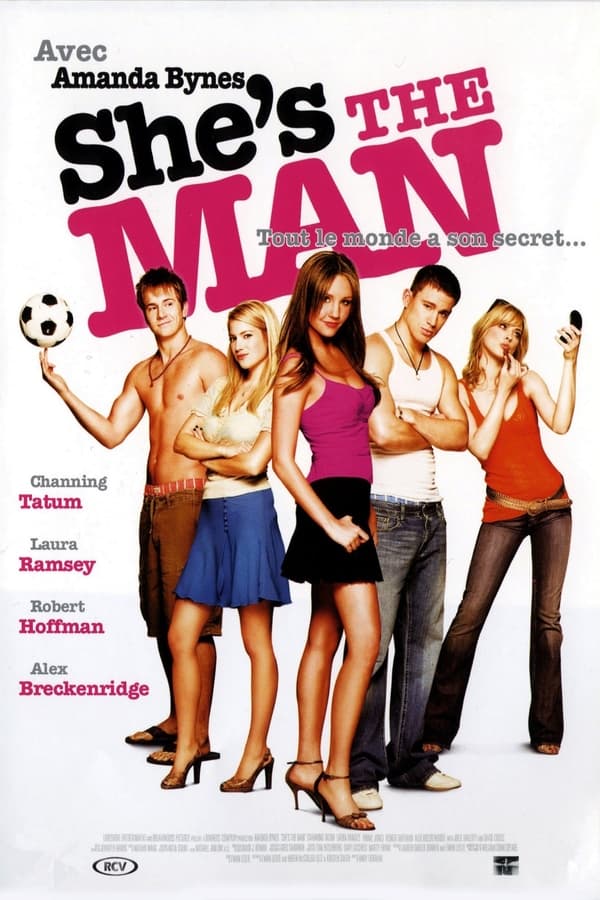 Avec
Amanda Bynes
She's THE
MAN
Tout le monde a son secret...
Channing
Tatum
Laura
Ramsey
Robert
Hoffman
Alex
Breckenridge
RCV